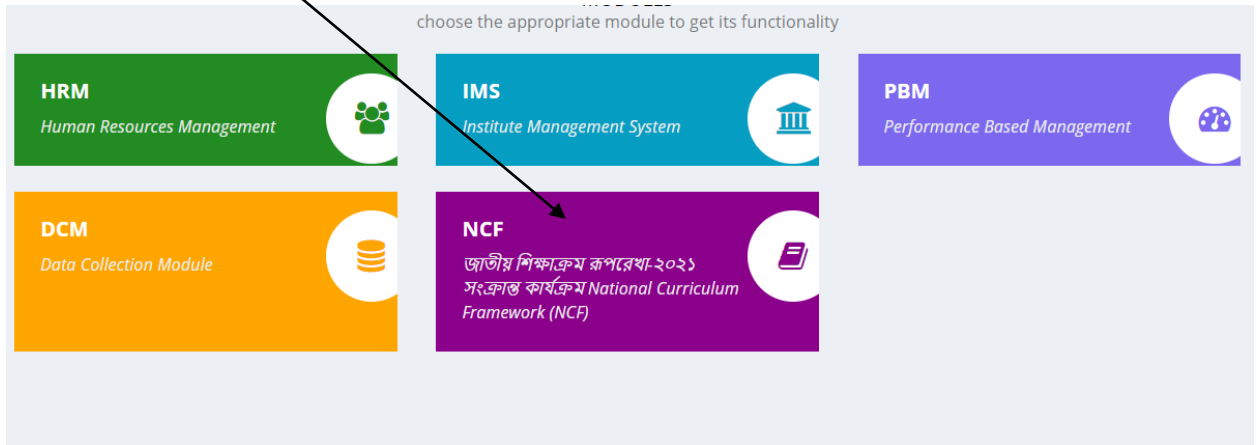 choose the appropriate module to get its functionality
HRM
Human Resources Management
IMS
Institute Management System
PBM
Performance Based Management
DCM
Data Collection Module
NCF
জাতীয় শিক্ষাক্রম রূপরেখা-২০২১
সংক্রান্ত কার্যক্রম National Curriculum
Framework (NCF)